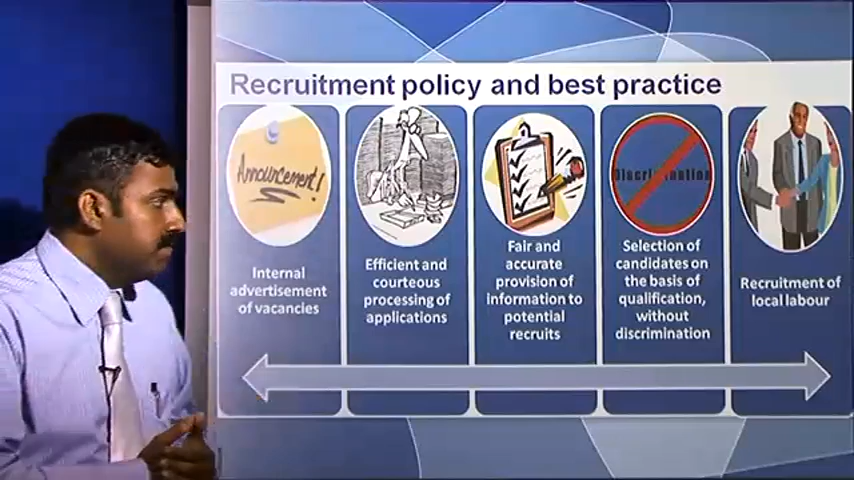 Recruitment policy and best practice
Announcement!
Internal
advertisement
of vacancies
Efficient and
courteous
processing of
applications
Fair and
accurate
provision of
information to
potential
recruits
Discrimination
Selection of
candidates on
the basis of
qualification,
without
discrimination
Recruitment of
local labour